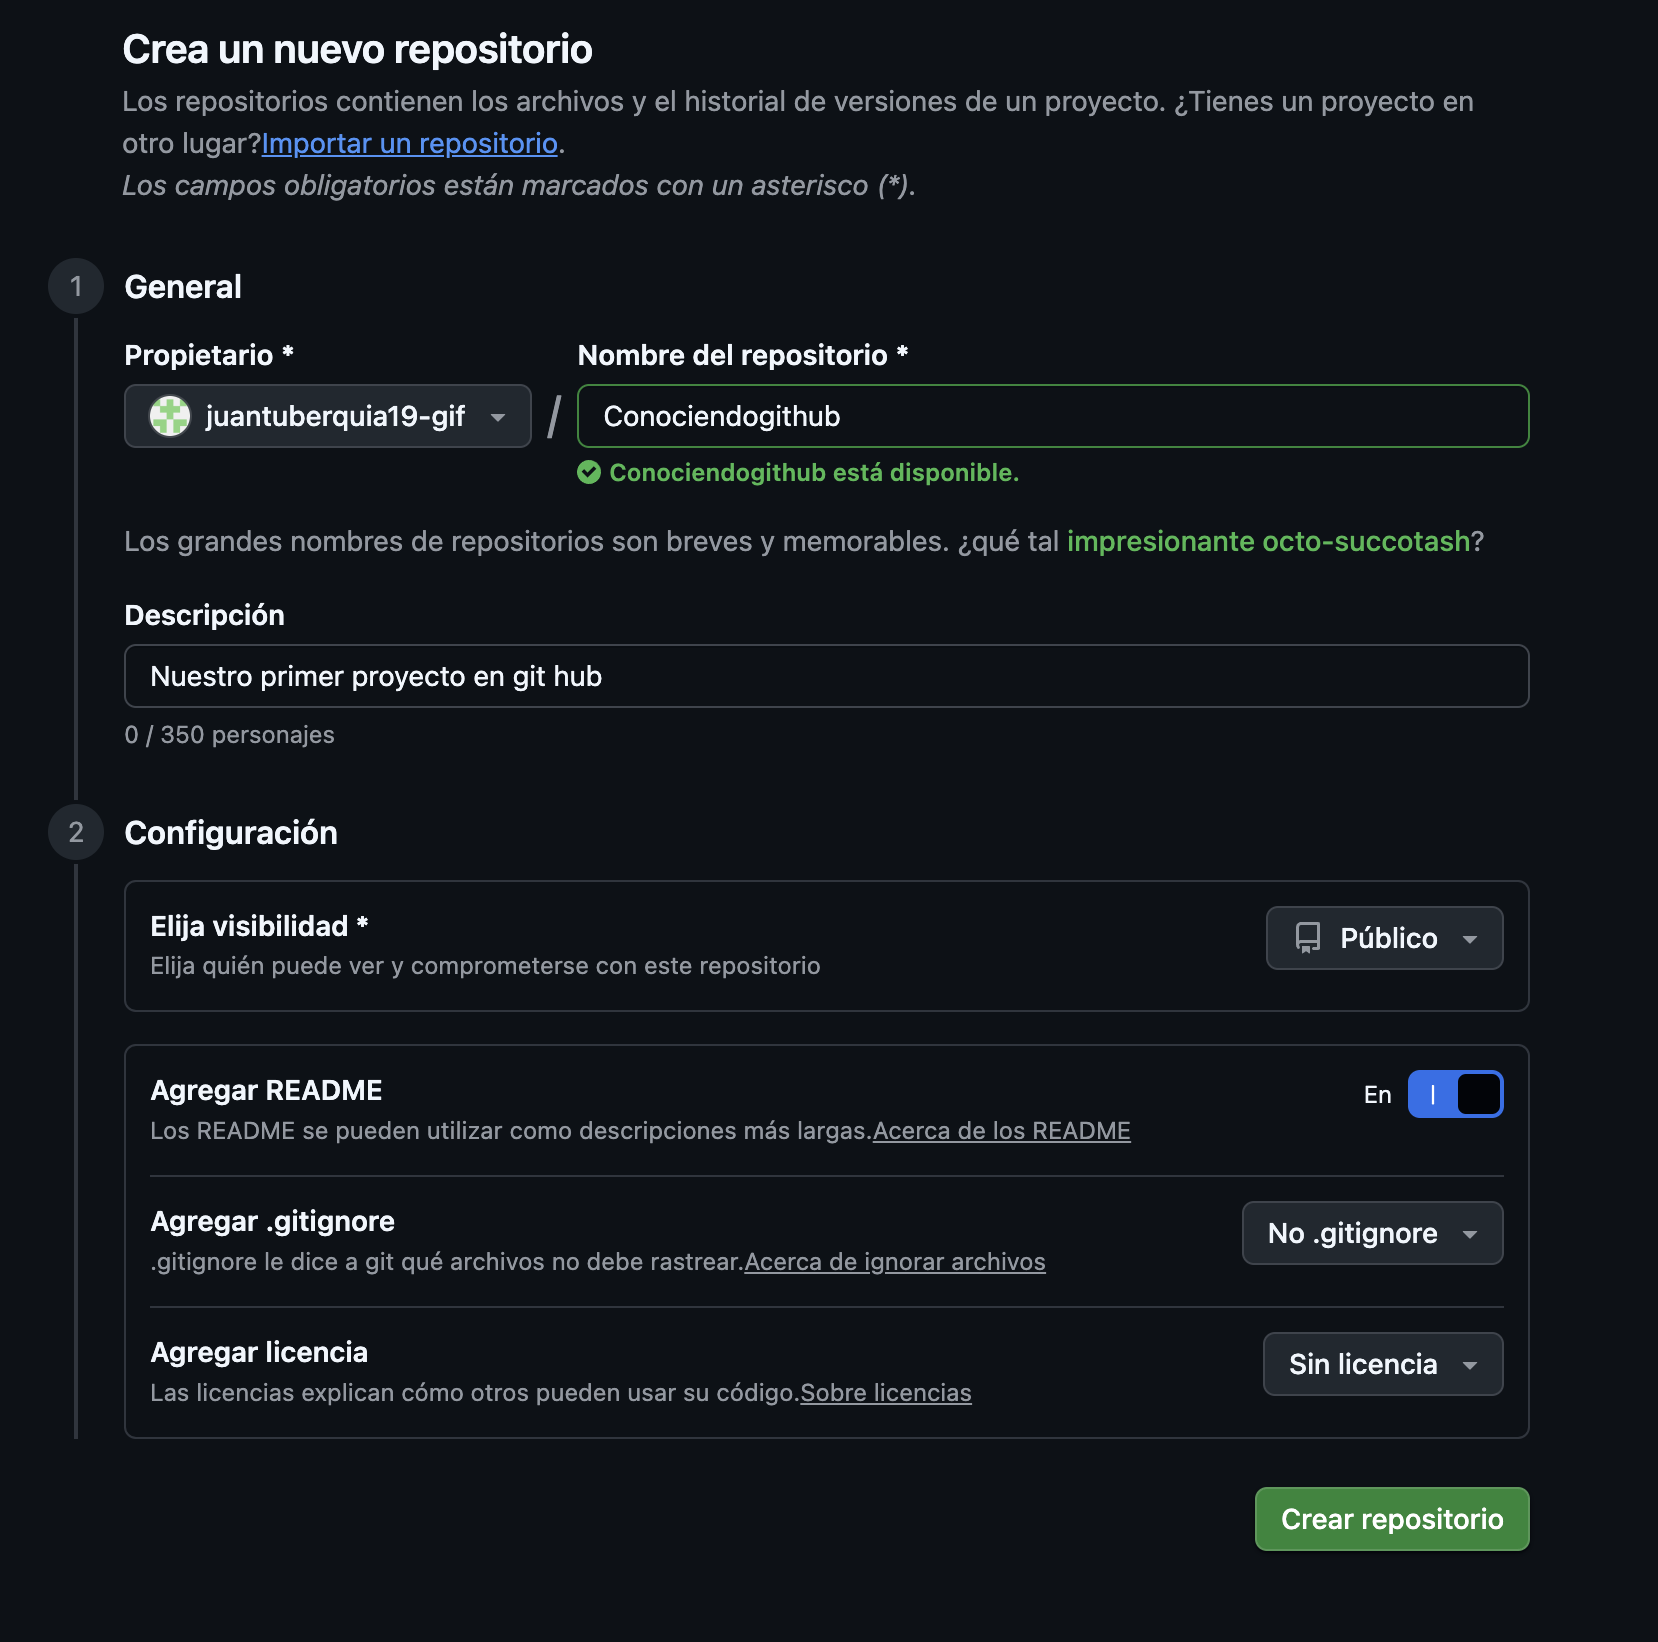 Crea un nuevo repositorio
Los repositorios contienen los archivos y el historial de versiones de un proyecto. ¿Tienes un proyecto en
otro lugar?Importar un repositorio.
Los campos obligatorios están marcados con un asterisco (*).
1 General
Propietario * Nombre del repositorio *
juantuberquia19-gif / Conociendogithub
Conociendogithub está disponible.
Los grandes nombres de repositorios son breves y memorables. ¿qué tal impresionante octo-succotash?
Descripción
Nuestro primer proyecto en git hub
0 / 350 personajes
2 Configuración
Elija visibilidad * Público
Elija quién puede ver y comprometerse con este repositorio
Agregar README En
Los README se pueden utilizar como descripciones más largas.Acerca de los README
Agregar .gitignore No .gitignore
.gitignore le dice a git qué archivos no debe rastrear.Acerca de ignorar archivos
Agregar licencia Sin licencia
Las licencias explican cómo otros pueden usar su código.Sobre licencias
Crear repositorio